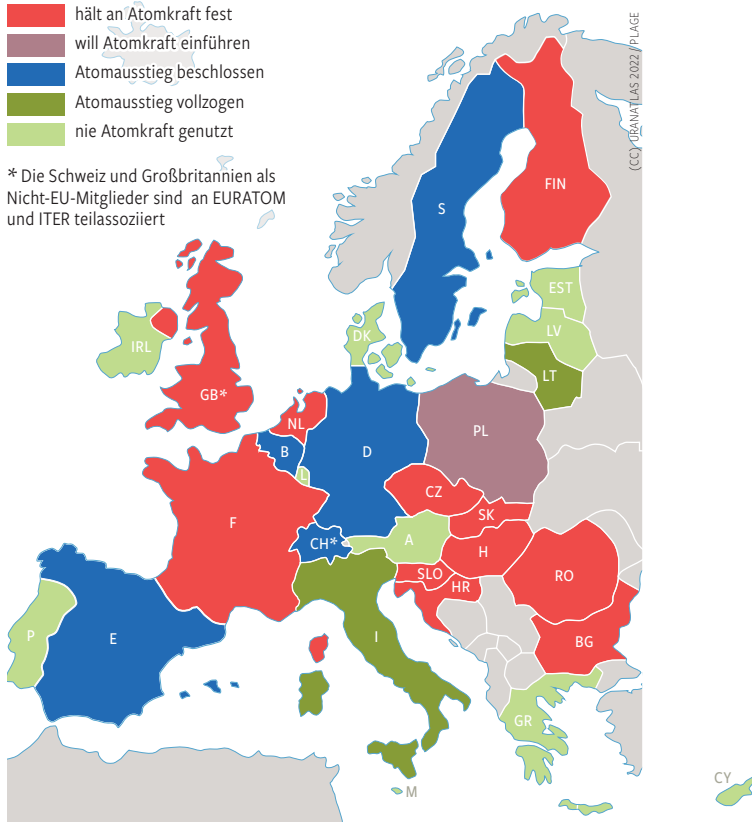 hält an Atomkraft fest
will Atomkraft einführen
Atomausstieg beschlossen
Atomausstieg vollzogen
nie Atomkraft genutzt
* Die Schweiz und Großbritannien als
Nicht-EU-Mitglieder sind an EURATOM
und ITER teilassoziiert
(CC) URANATLAS 2022 / PLAGE
FIN
S
EST
LV
LT
DK
IRL
GB*
NL
B
L
D
PL
CZ
SK
F
CH*
A
H
SLO
HR
RO
BG
P
E
I
GR
M
CY